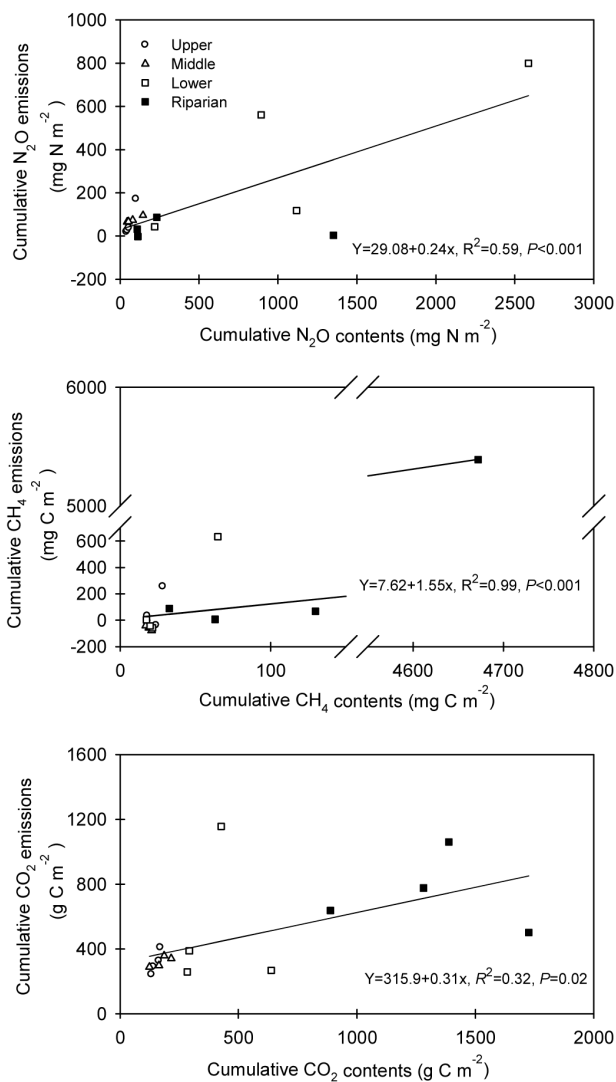 1000
800
600
400
200
0
-200
Cumulative N2O emissions
(mg N m-2)
Upper
Middle
Lower
Riparian
Y=29.08+0.24x, R2=0.59, P<0.001
0 500 1000 1500 2000 2500 3000
Cumulative N2O contents (mg N m-2)
6000
5000
600
400
200
0
-200
Cumulative CH4 emissions
(mg C m-2)
Y=7.62+1.55x, R2=0.99, P<0.001
0 100 4600 4700 4800
Cumulative CH4 contents (mg C m-2)
1600
1200
800
400
0
Cumulative CO2 emissions
(g C m-2)
Y=315.9+0.31x, R2=0.32, P=0.02
0 500 1000 1500 2000
Cumulative CO2 contents (g C m-2)